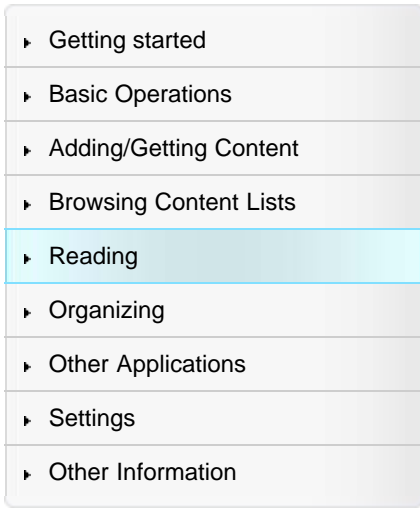 Getting started
Basic Operations
Adding/Getting Content
Browsing Content Lists
Reading
Organizing
Other Applications
Settings
Other Information